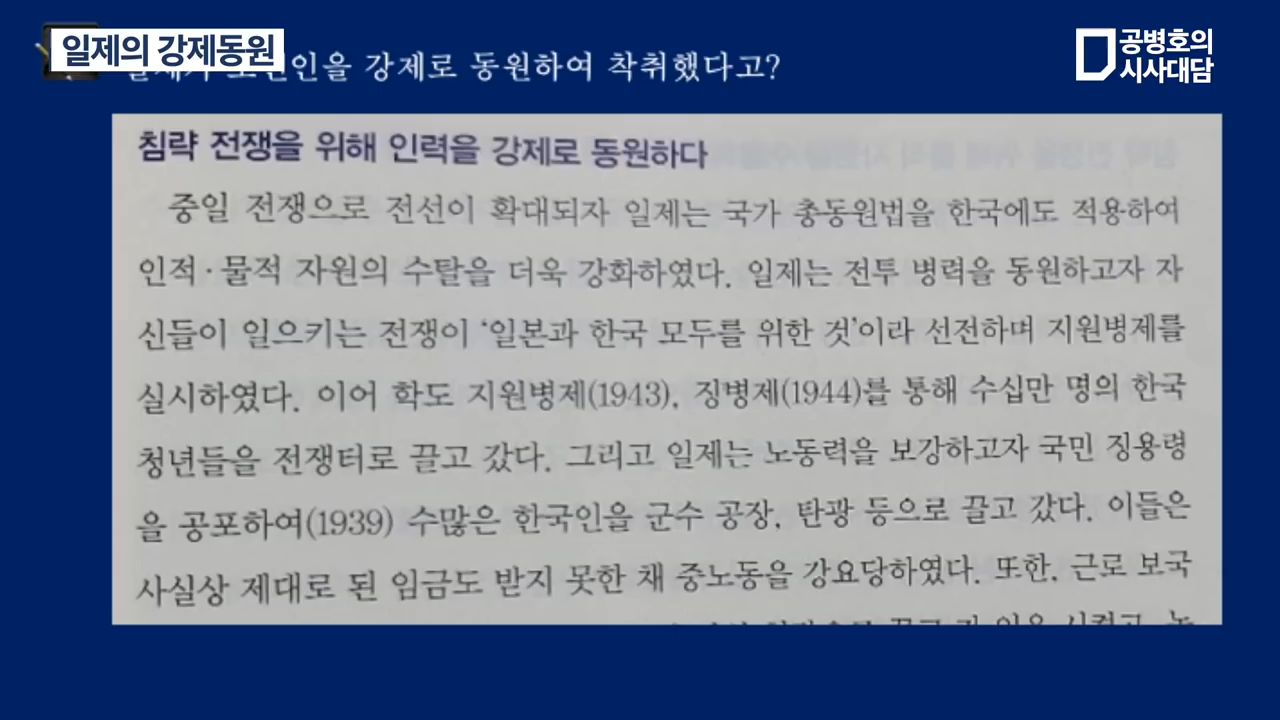 일제의 강제동원
강제로 동원하여 착취했다고?
공병호의
시사대담
침략 전쟁을 위해 인력을 강제로 동원하다
중일 전쟁으로 전선이 확대되자 일제는 국가 총동원법을 한국에도 적용하여
인적·물적 자원의 수탈을 더욱 강화하였다. 일제는 전투 병력을 동원하고자 자
신들이 일으키는 전쟁이 ‘일본과 한국 모두를 위한 것’이라 선전하며 지원병제를
실시하였다. 이어 학도 지원병제(1943), 징병제(1944)를 통해 수십만 명의 한국
청년들을 전쟁터로 끌고 갔다. 그리고 일제는 노동력을 보강하고자 국민 징용령
을 공포하여(1939) 수많은 한국인을 군수 공장, 탄광 등으로 끌고 갔다. 이들은
사실상 제대로 된 임금도 받지 못한 채 중노동을 강요당하였다. 또한, 근로 보국